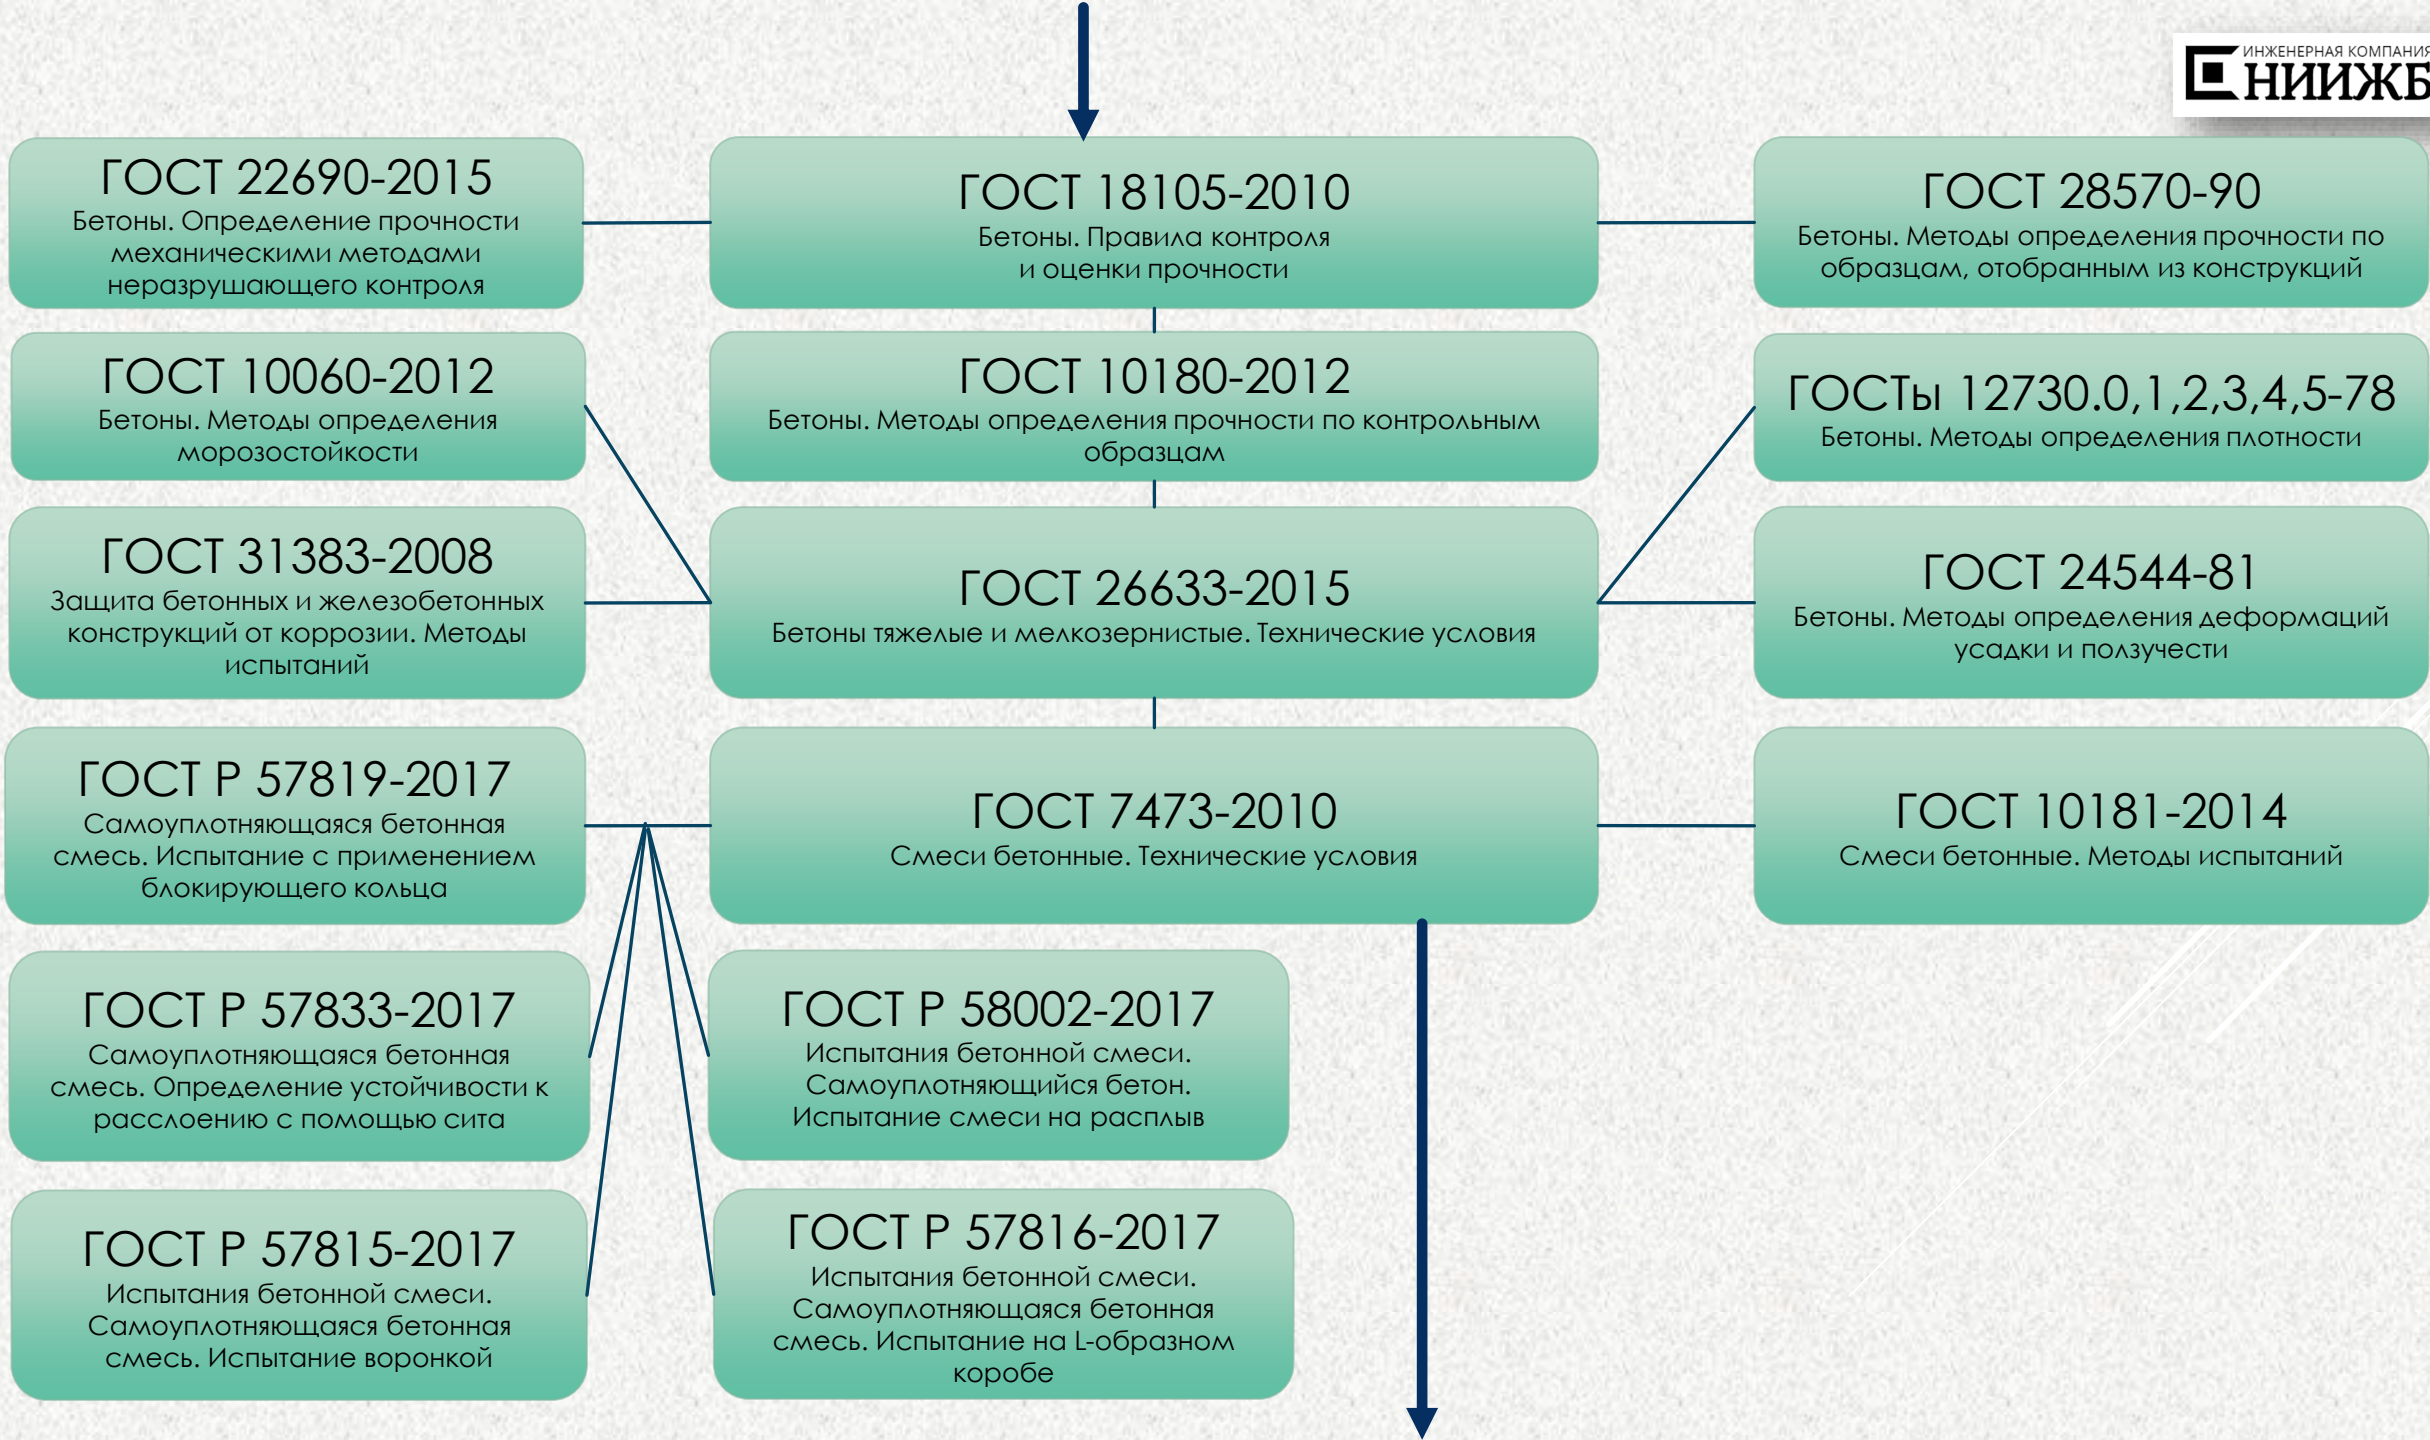 ИНЖЕНЕРНАЯ КОМПАНИЯ
НИИЖБ
ГОСТ 22690-2015
Бетоны. Определение прочности
механическими методами
неразрушающего контроля
ГОСТ 18105-2010
Бетоны. Правила контроля
и оценки прочности
ГОСТ 28570-90
Бетоны. Методы определения прочности по
образцам, отобранным из конструкций
ГОСТ 10060-2012
Бетоны. Методы определения
морозостойкости
ГОСТ 10180-2012
Бетоны. Методы определения прочности по контрольным
образцам
ГОСТы 12730.0,1,2,3,4,5-78
Бетоны. Методы определения плотности
ГОСТ 31383-2008
Защита бетонных и железобетонных
конструкций от коррозии. Методы
испытаний
ГОСТ 26633-2015
Бетоны тяжелые и мелкозернистые. Технические условия
ГОСТ 24544-81
Бетоны. Методы определения деформаций
усадки и ползучести
ГОСТ Р 57819-2017
Самоуплотняющаяся бетонная
смесь. Испытание с применением
блокирующего кольца
ГОСТ 7473-2010
Смеси бетонные. Технические условия
ГОСТ 10181-2014
Смеси бетонные. Методы испытаний
ГОСТ Р 57833-2017
Самоуплотняющаяся бетонная
смесь. Определение устойчивости к
расслоению с помощью сита
ГОСТ Р 58002-2017
Испытания бетонной смеси.
Самоуплотняющийся бетон.
Испытание смеси на расплыв
ГОСТ Р 57815-2017
Испытания бетонной смеси.
Самоуплотняющаяся бетонная
смесь. Испытание воронкой
ГОСТ Р 57816-2017
Испытания бетонной смеси.
Самоуплотняющаяся бетонная
смесь. Испытание на L-образном
коробе